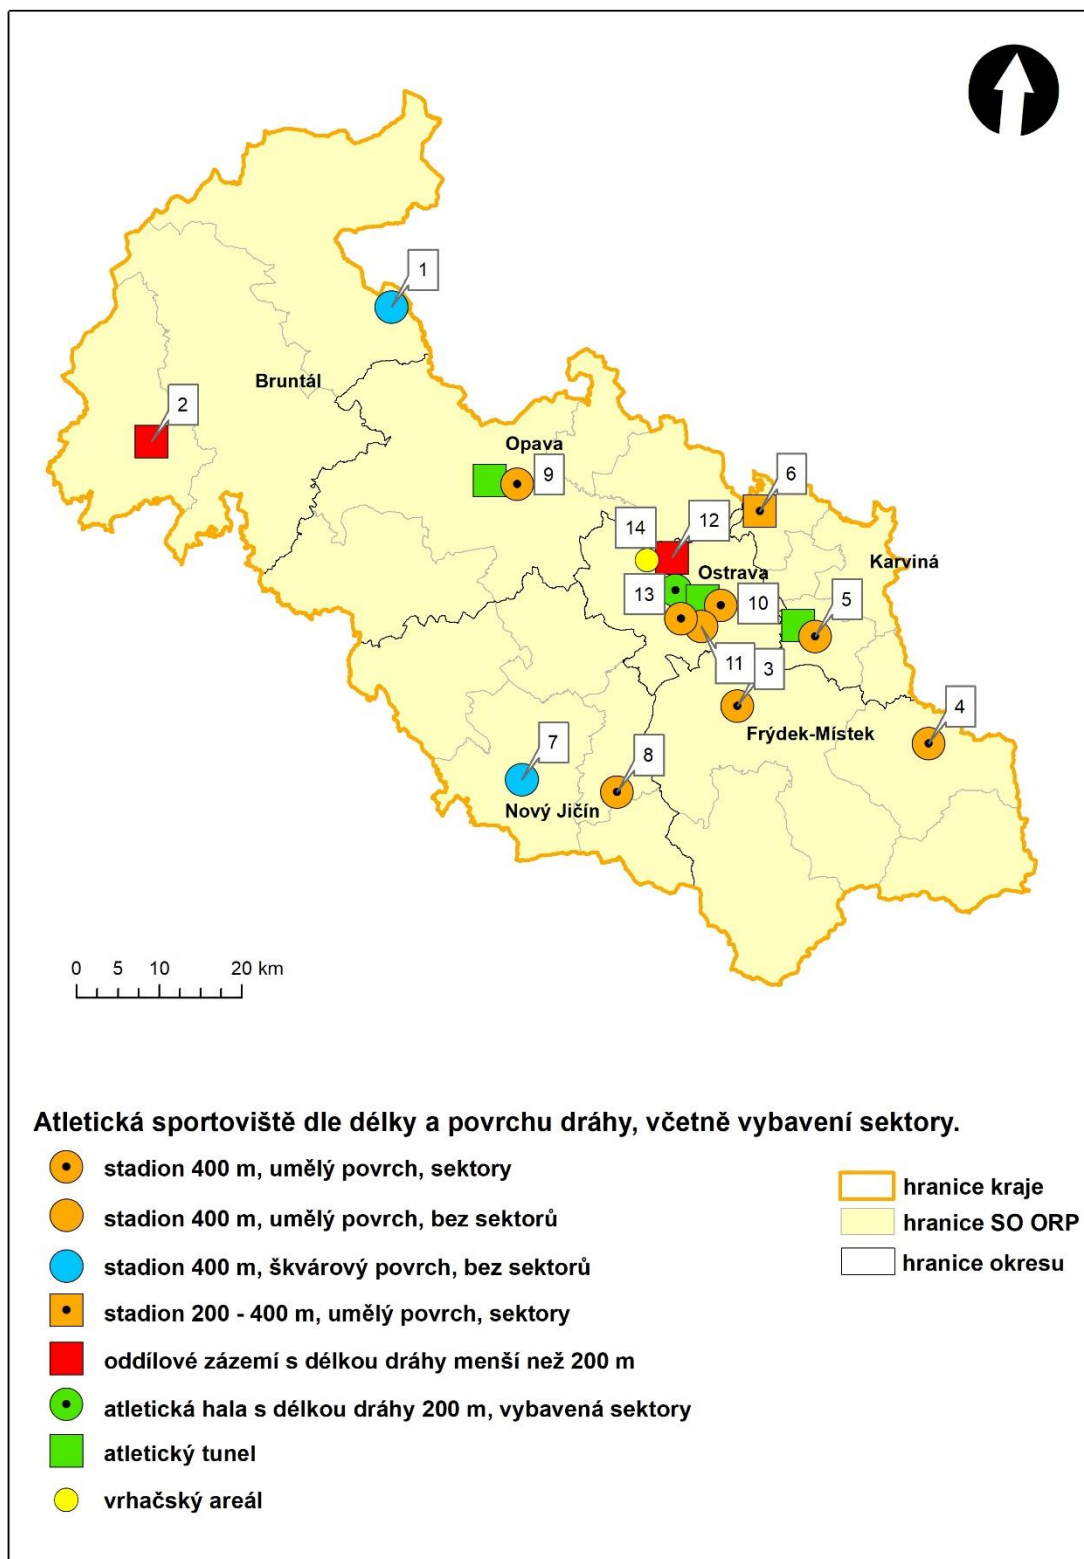 1
Bruntál
2
Opava
9
6
14
12
Karviná
Ostrava
13
10
5
11
3
4
Frýdek-Místek
7
8
Nový Jičín
0 5 10 20 km
Atletická sportoviště dle délky a povrchu dráhy, včetně vybavení sektory.
stadion 400 m, umělý povrch, sektory
stadion 400 m, umělý povrch, bez sektorů
stadion 400 m, škvárový povrch, bez sektorů
stadion 200 - 400 m, umělý povrch, sektory
oddílové zázemí s délkou dráhy menší než 200 m
atletická hala s délkou dráhy 200 m, vybavená sektory
atletický tunel
vrhačský areál
hranice kraje
hranice SO ORP
hranice okresu